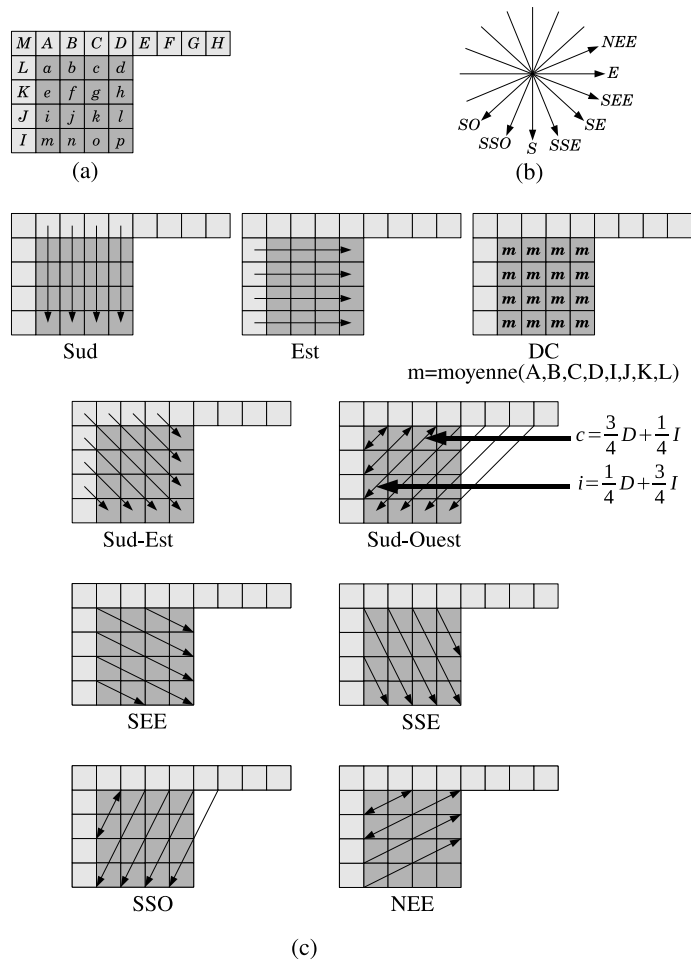 M A B C D E F G H
L a b c d
K e f g h
J i j k l
I m n o p
(a)
NEE
E
SEE
SE
SSE
S
SSO
SO
(b)
Sud
Est
m m m m
m m m m
m m m m
m m m m
DC
m=moyenne(A,B,C,D,I,J,K,L)
c=3/4 D+1/4 I
i=1/4 D+3/4 I
Sud-Est
Sud-Ouest
SEE
SSE
SSO
NEE
(c)